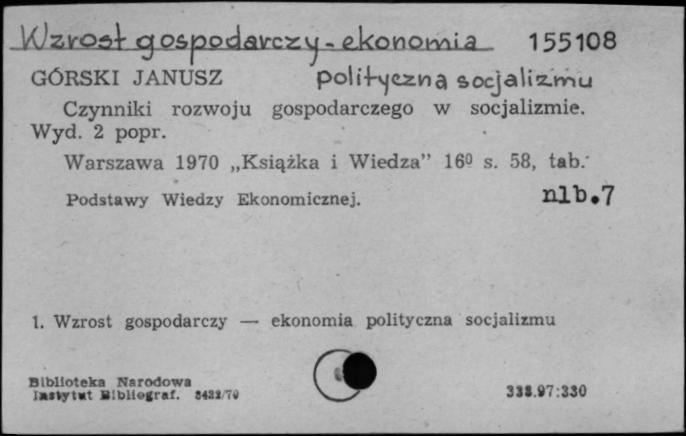 Wzrost gospodarczy - ekonomia 155108
GÓRSKI JANUSZ polityczna socjalizmu
Czynniki rozwoju gospodarczego w socjalizmie.
Wyd. 2 popr.
Warszawa 1970 „Książka i Wiedza” 16º s. 58, tab.
Podstawy Wiedzy Ekonomicznej. nlb.7
1. Wzrost gospodarczy — ekonomia polityczna socjalizmu
Biblioteka Narodowa
Instytut Bibliograf. 8432/70 338.97:330